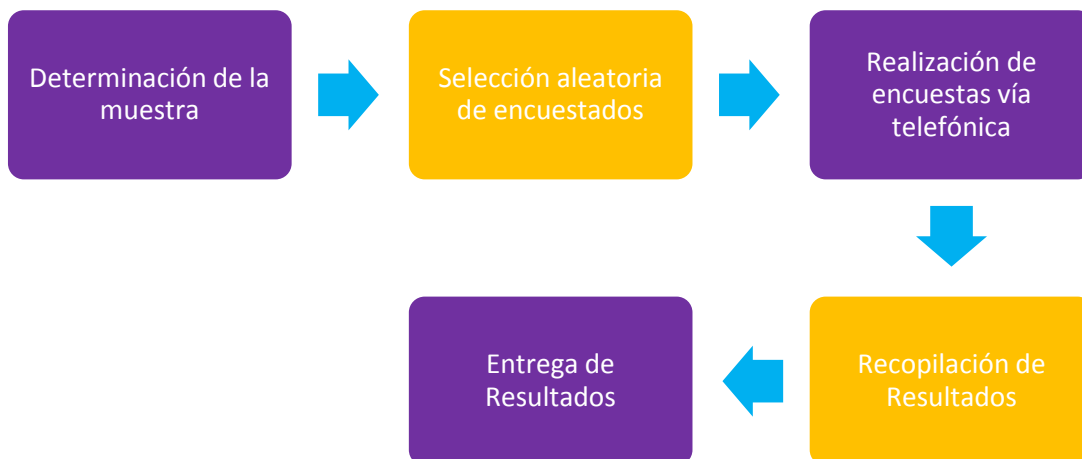 Determinación de la
muestra
Selección aleatoria
de encuestados
Realización de
encuestas vía
telefónica
Recopilación de
Resultados
Entrega de
Resultados